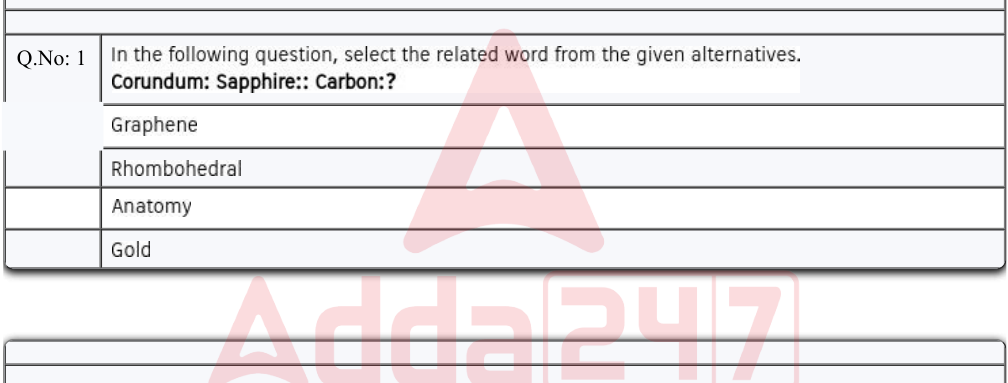 Q.No: 1
In the following question, select the related word from the given alternatives.
Corundum: Sapphire:: Carbon:?
Graphene
Rhombohedral
Anatomy
Gold
Adda247